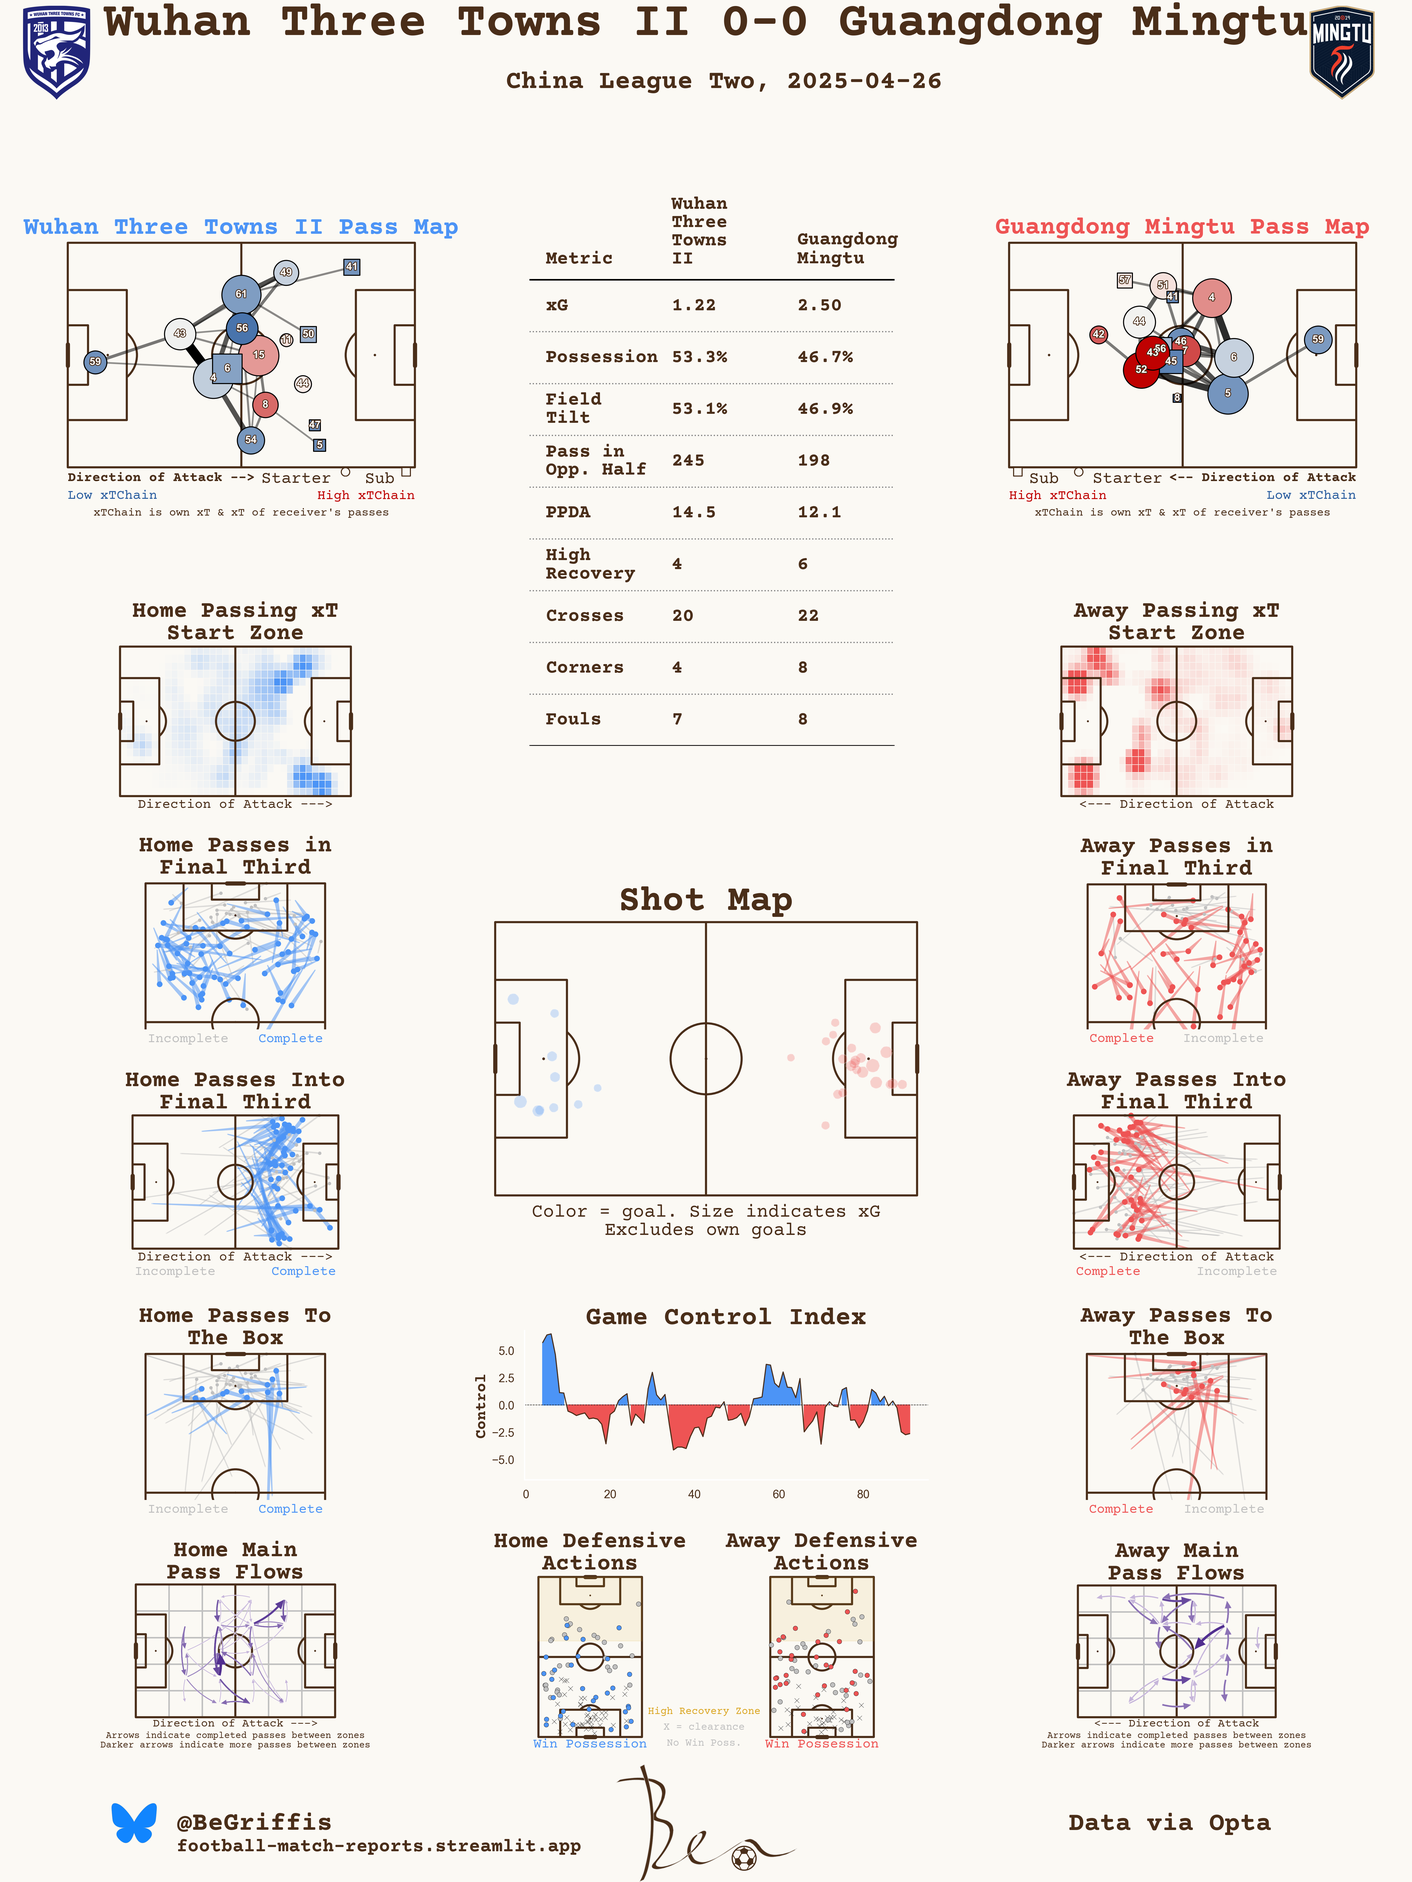 Wuhan Three Towns II 0-0 Guangdong Mingtu
China League Two, 2025-04-26
WUHAN THREE TOWNS FC
2013
2019
MINGTU
Wuhan Three Towns II Pass Map
49
41
61
56
50
43
11
15
59
6
4
44
8
47
54
5
Direction of Attack --> Starter Sub
Low xTChain High xTChain
xTChain is own xT & xT of receiver's passes
Metric Wuhan Three Towns II Guangdong Mingtu
xG 1.22 2.50
Possession 53.3% 46.7%
Field Tilt 53.1% 46.9%
Pass in Opp. Half 245 198
PPDA 14.5 12.1
High Recovery 4 6
Crosses 20 22
Corners 4 8
Fouls 7 8
Guangdong Mingtu Pass Map
57
51
41
4
44
42
46
59
56
43
7
6
45
52
5
8
Sub Starter <-- Direction of Attack
High xTChain Low xTChain
xTChain is own xT & xT of receiver's passes
Home Passing xT
Start Zone
Direction of Attack --->
Away Passing xT
Start Zone
<--- Direction of Attack
Home Passes in
Final Third
Incomplete Complete
Away Passes in
Final Third
Complete Incomplete
Shot Map
Color = goal. Size indicates xG
Excludes own goals
Home Passes Into
Final Third
Direction of Attack --->
Incomplete Complete
Away Passes Into
Final Third
<--- Direction of Attack
Complete Incomplete
Home Passes To
The Box
Incomplete Complete
Game Control Index
Control
5.0
2.5
0.0
−2.5
−5.0
0 20 40 60 80
Away Passes To
The Box
Complete Incomplete
Home Main
Pass Flows
Direction of Attack --->
Arrows indicate completed passes between zones
Darker arrows indicate more passes between zones
Home Defensive
Actions
Win Possession
High Recovery Zone
X = clearance
No Win Poss.
Away Defensive
Actions
Win Possession
Away Main
Pass Flows
<--- Direction of Attack
Arrows indicate completed passes between zones
Darker arrows indicate more passes between zones
@BeGriffis
football-match-reports.streamlit.app
Ben
Data via Opta